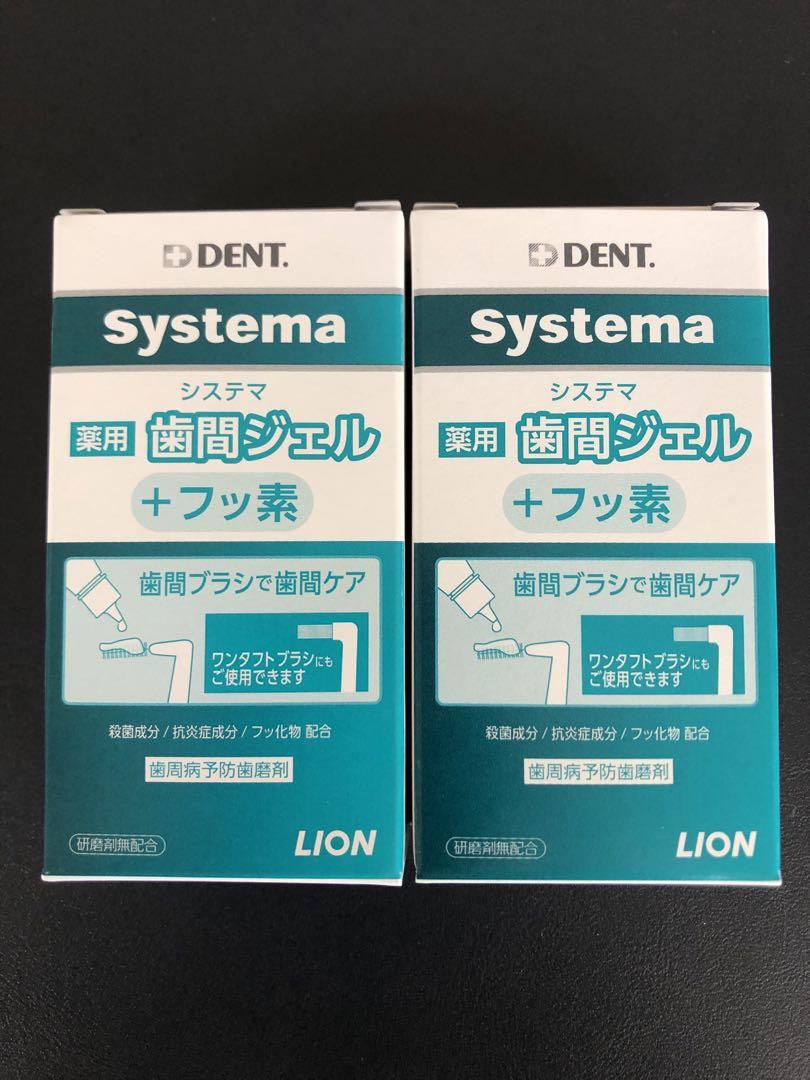 DENT.
Systema
システマ
薬用 歯間ジェル
+フッ素
歯間ブラシで歯間ケア
ワンタフトブラシにも
ご使用できます
殺菌成分 / 抗炎症成分 / フッ化物 配合
歯周病予防歯磨剤
研磨剤無配合 LION
DENT.
Systema
システマ
薬用 歯間ジェル
+フッ素
歯間ブラシで歯間ケア
ワンタフトブラシにも
ご使用できます
殺菌成分 / 抗炎症成分 / フッ化物 配合
歯周病予防歯磨剤
研磨剤無配合 LION